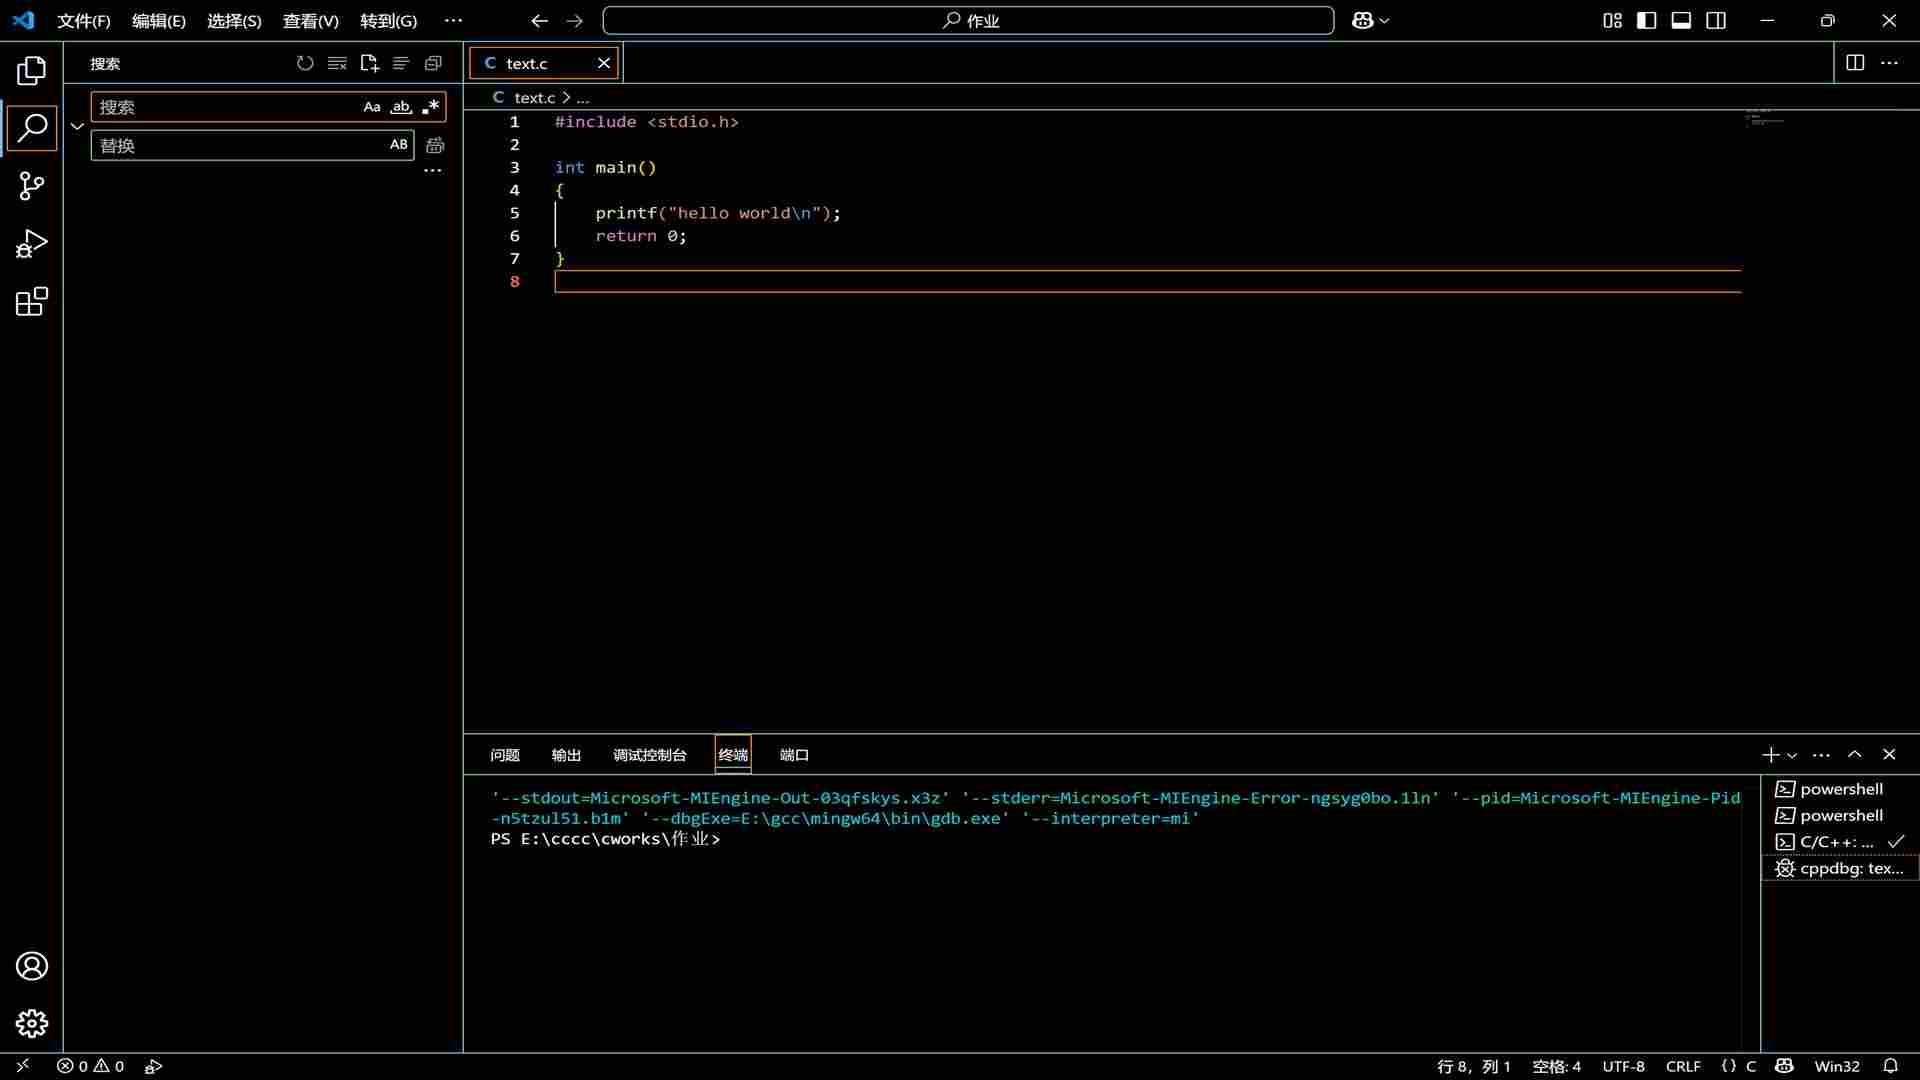 文件(F) 编辑(E) 选择(S) 查看(V) 转到(G) ··· 作业
搜索
text.c
搜索 Aa ab .*
替换 AB
text.c > ...
1 #include <stdio.h>
2
3 int main()
4 {
5 printf("hello world\n");
6 return 0;
7 }
8
问题 输出 调试控制台 终端 端口
'--stdout=Microsoft-MIEngine-Out-03qfskys.x3z' '--stderr=Microsoft-MIEngine-Error-ngsyg0bo.1ln' '--pid=Microsoft-MIEngine-Pid
-n5tzul51.b1m' '--dbgExe=E:\gcc\mingw64\bin\gdb.exe' '--interpreter=mi'
PS E:\cccc\cworks\作业>
powershell
powershell
C/C++: ...
cppdbg: tex...
0 0 行 8, 列 1 空格: 4 UTF-8 CRLF {} C Win32